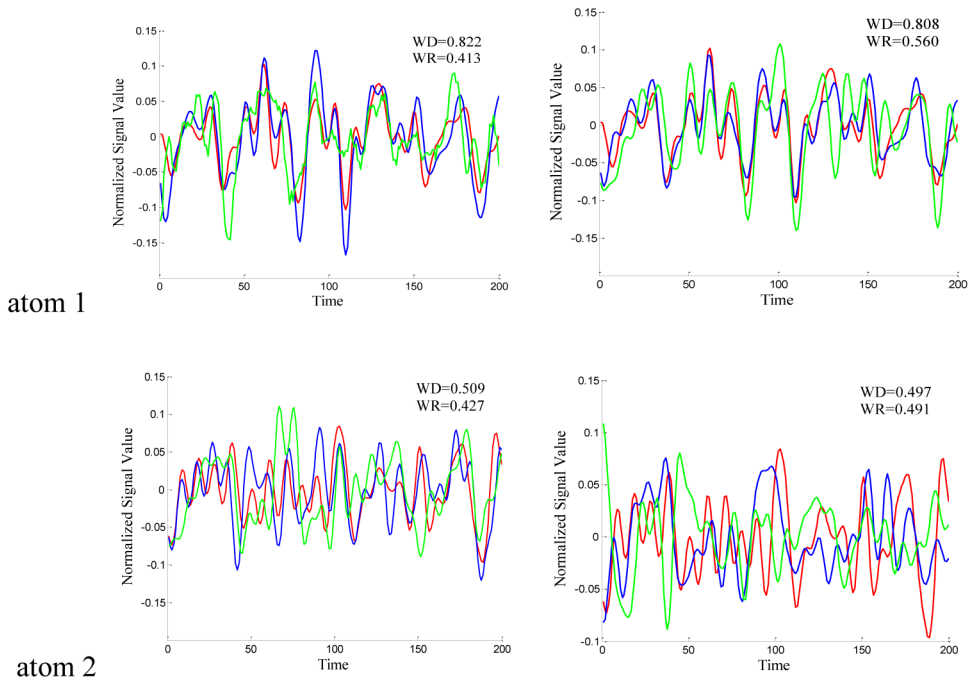 WD=0.822
WR=0.413
0.15
0.1
0.05
0
-0.05
-0.1
-0.15
Normalized Signal Value
0 50 100 150 200
Time
WD=0.808
WR=0.560
0.15
0.1
0.05
0
-0.05
-0.1
-0.15
Normalized Signal Value
0 50 100 150 200
Time
atom 1
WD=0.509
WR=0.427
0.15
0.1
0.05
0
-0.05
-0.1
-0.15
Normalized Signal Value
0 50 100 150 200
Time
WD=0.497
WR=0.491
0.15
0.1
0.05
0
-0.05
-0.1
Normalized Signal Value
0 50 100 150 200
Time
atom 2